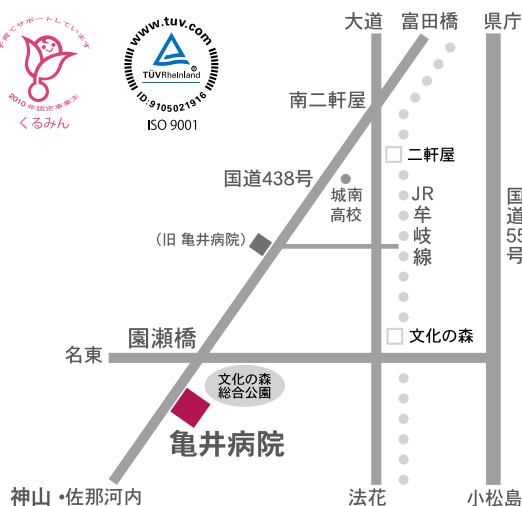 子育てサポートしています
2010年認定事業主
くるみん
www.tuv.com
TÜVRheinland
ID:9105021916
ISO 9001
大道
富田橋
県庁
南二軒屋
二軒屋
国道438号
城南
高校
JR牟岐線
国道55号
(旧 亀井病院)
文化の森
園瀬橋
名東
文化の森
総合公園
亀井病院
神山・佐那河内
法花
小松島